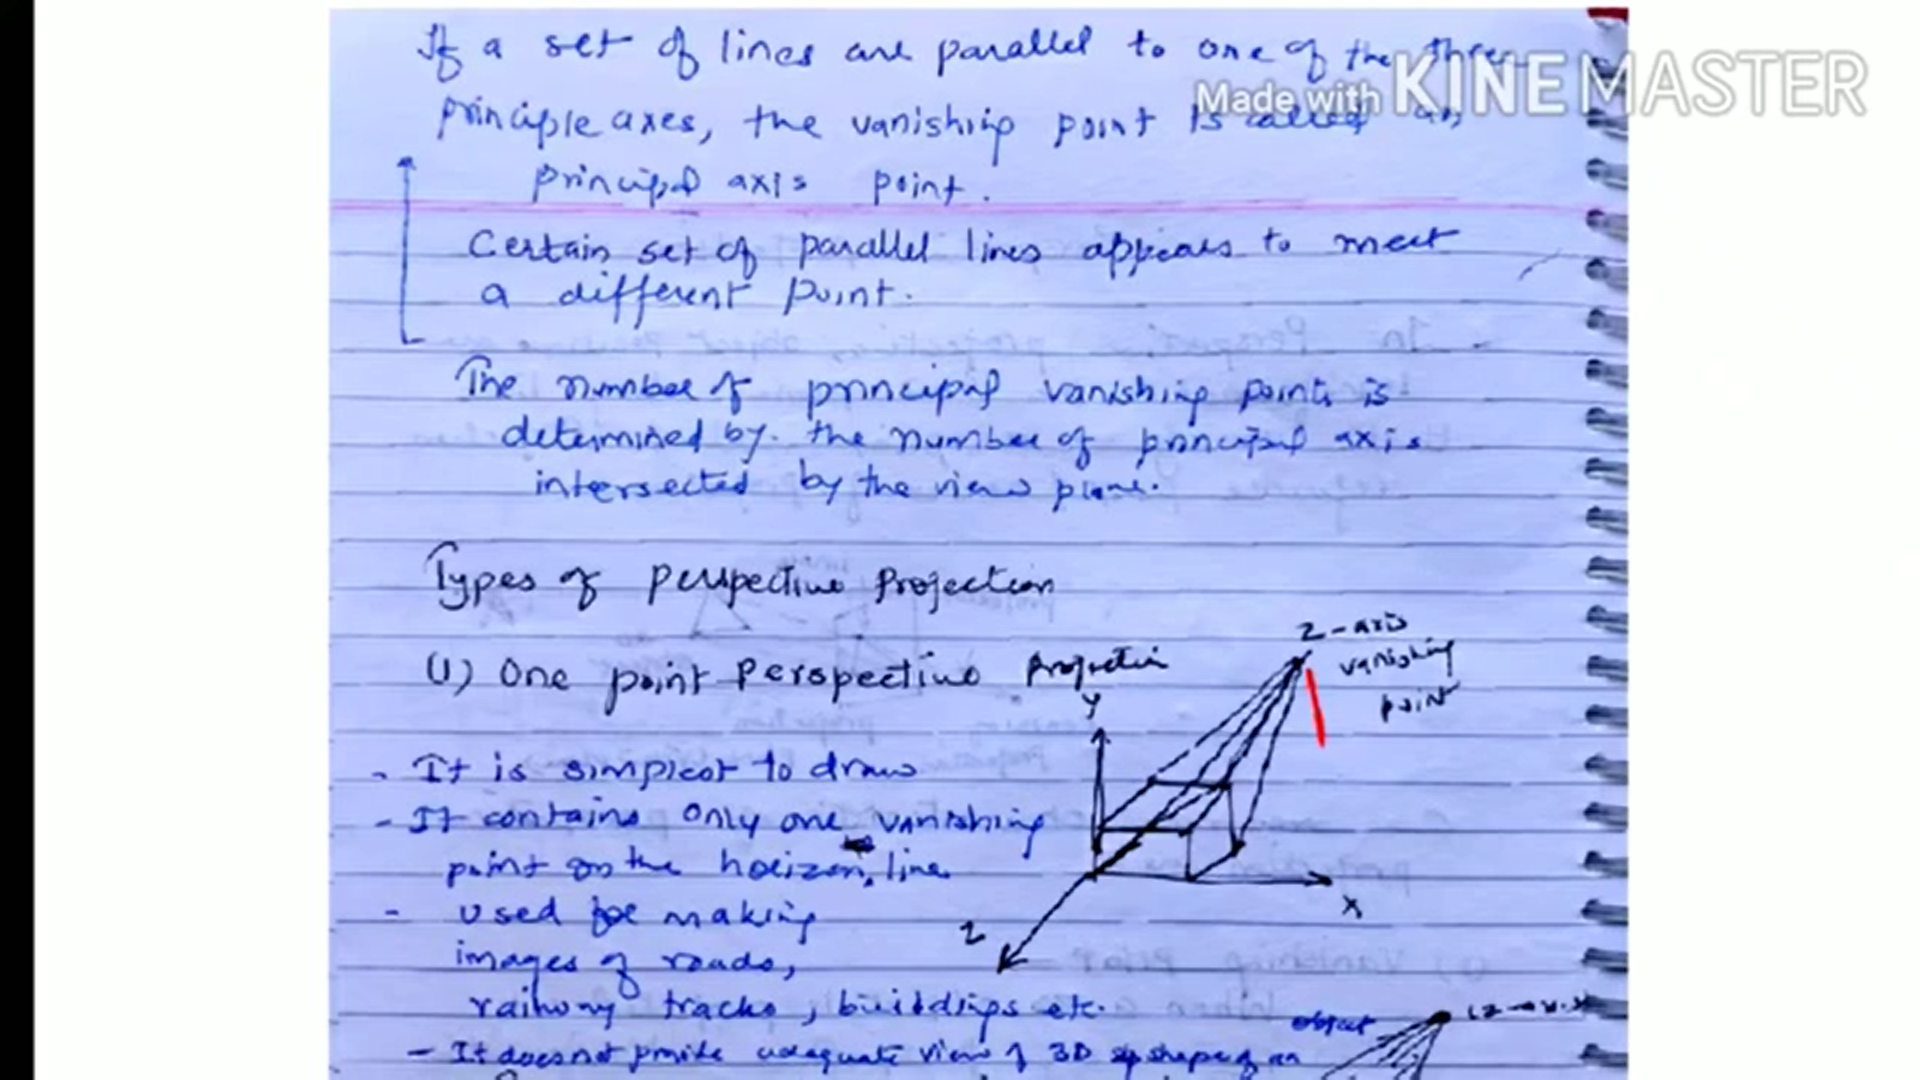 If a set of lines are parallel to one of the three
Made with KINEMASTER
principle axes, the vanishing point is called an
principal axis point.
Certain set of parallel lines appears to meet
a different point.
The number of principal vanishing point is
determined by the number of principal axis
intersected by the view plane.
Types of perspective Projection
(1) One point Perspective Projection
Z-axis
vanishing
point
Y
- It is simplest to draw
- It contains only one vanishing
point on the horizon line
X
- used for making
Z
images of roads,
railway tracks, buildings etc.
object
- It does not provide adequate view of 3D shape of an